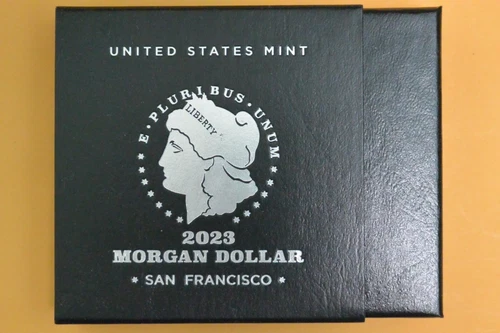 UNITED STATES MINT
E · PLURIBUS · UNUM
LIBERTY
2023
MORGAN DOLLAR
* SAN FRANCISCO *